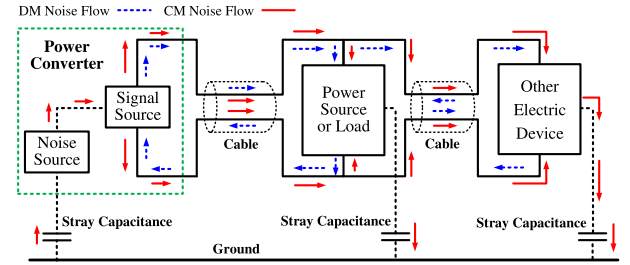 DM Noise Flow
CM Noise Flow
Power
Converter
Signal
Source
Noise
Source
Cable
Power
Source
or Load
Cable
Other
Electric
Device
Stray Capacitance
Stray Capacitance
Stray Capacitance
Ground